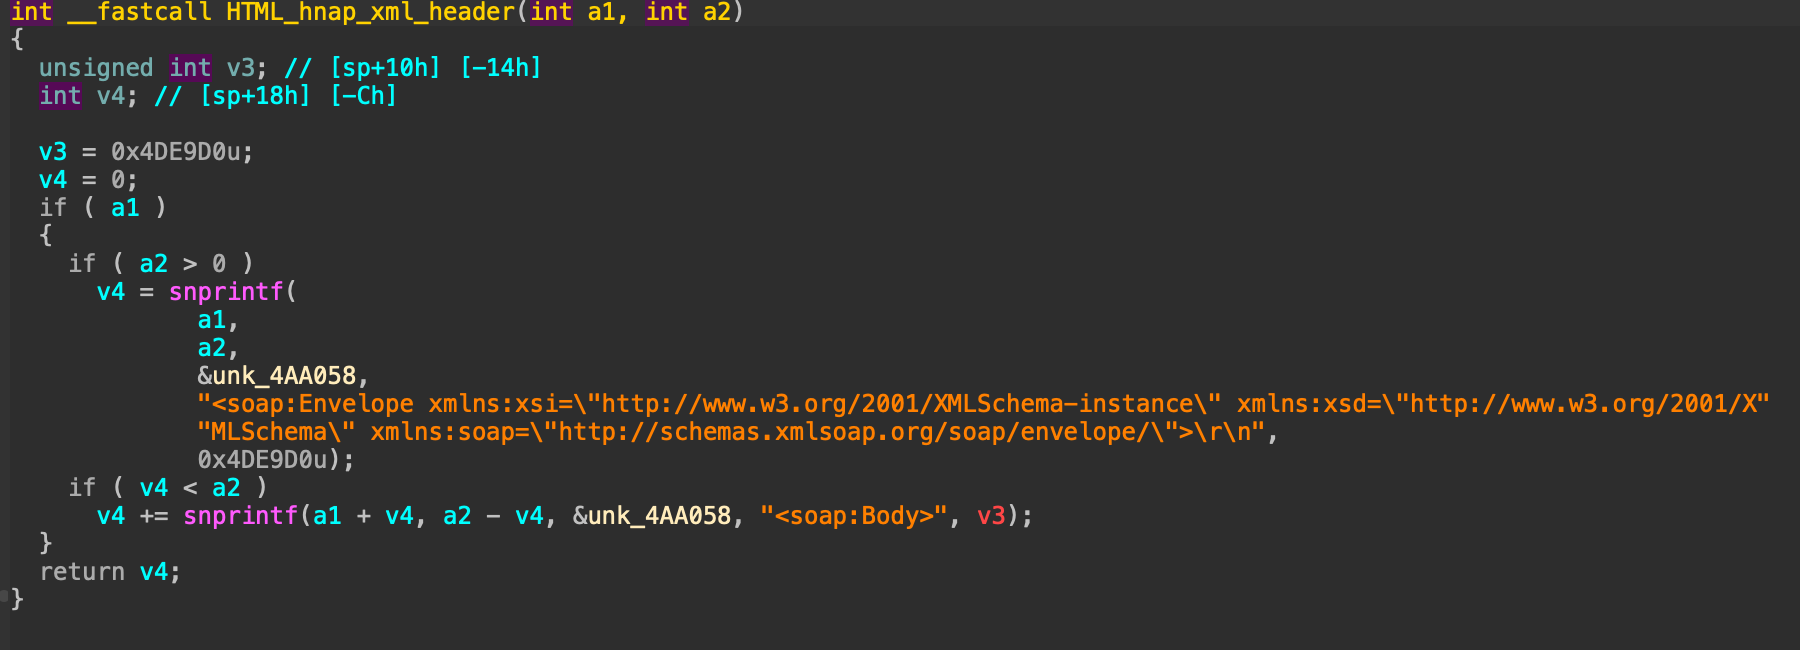 int __fastcall HTML_hnap_xml_header(int a1, int a2)
{
  unsigned int v3; // [sp+10h] [-14h]
  int v4; // [sp+18h] [-Ch]

  v3 = 0x4DE9D0u;
  v4 = 0;
  if ( a1 )
  {
    if ( a2 > 0 )
      v4 = snprintf(
             a1,
             a2,
             &unk_4AA058,
             "<soap:Envelope xmlns:xsi=\"http://www.w3.org/2001/XMLSchema-instance\" xmlns:xsd=\"http://www.w3.org/2001/X"
             "MLSchema\" xmlns:soap=\"http://schemas.xmlsoap.org/soap/envelope/\">\r\n",
             0x4DE9D0u);
    if ( v4 < a2 )
      v4 += snprintf(a1 + v4, a2 - v4, &unk_4AA058, "<soap:Body>", v3);
  }
  return v4;
}